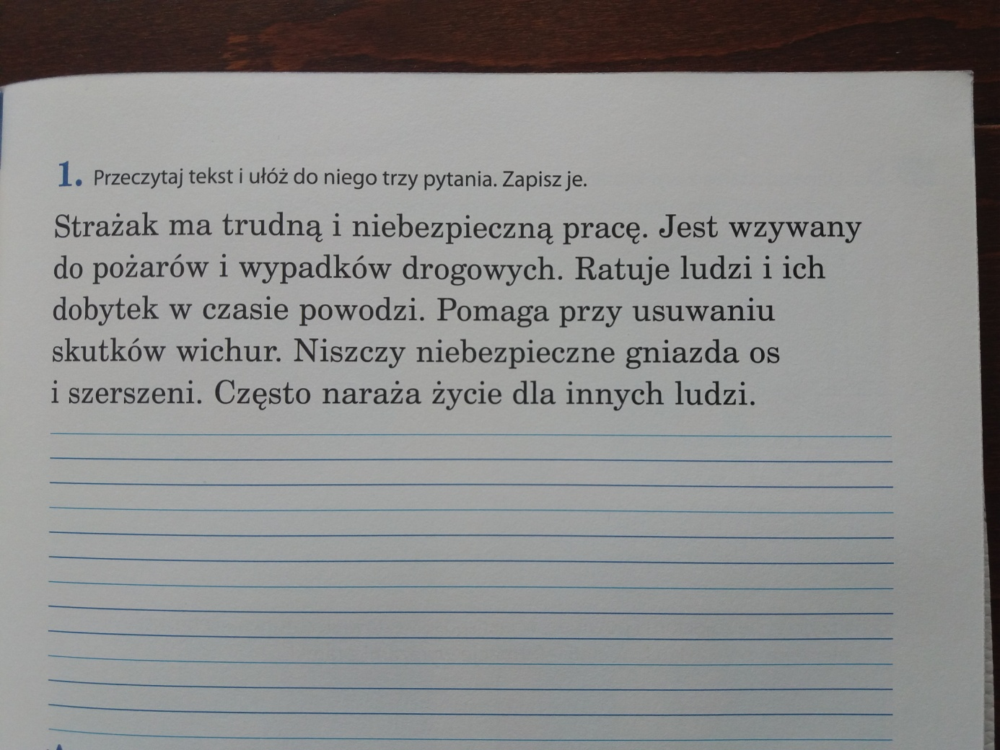 1. Przeczytaj tekst i ułóż do niego trzy pytania. Zapisz je.
Strażak ma trudną i niebezpieczną pracę. Jest wzywany
do pożarów i wypadków drogowych. Ratuje ludzi i ich
dobytek w czasie powodzi. Pomaga przy usuwaniu
skutków wichur. Niszczy niebezpieczne gniazda os
i szerszeni. Często naraża życie dla innych ludzi.